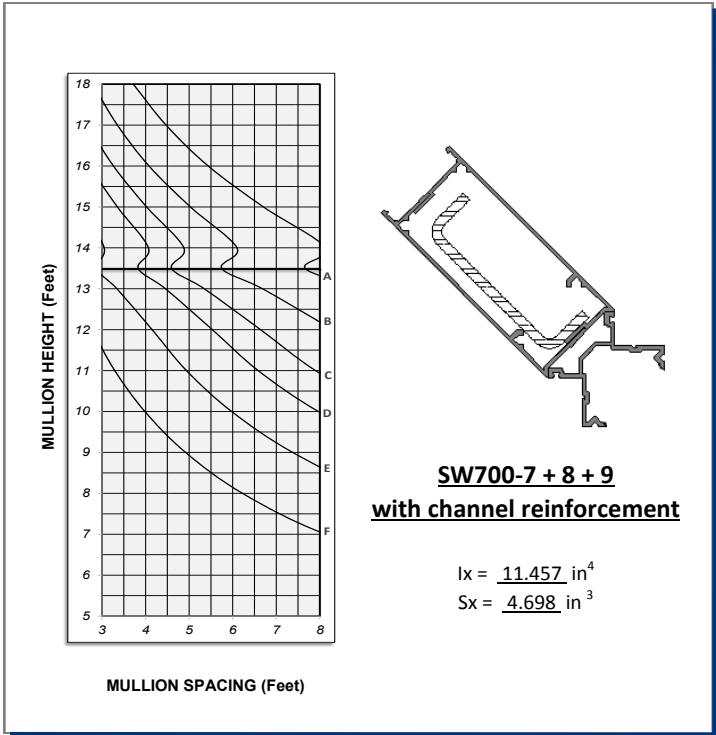 18
17
16
15
14
13
12
11
10
9
8
7
6
5
3 4 5 6 7 8
A
B
C
D
E
F
MULLION HEIGHT (Feet)
MULLION SPACING (Feet)
SW700-7 + 8 + 9
with channel reinforcement
Ix = 11.457 in⁴
Sx = 4.698 in ³